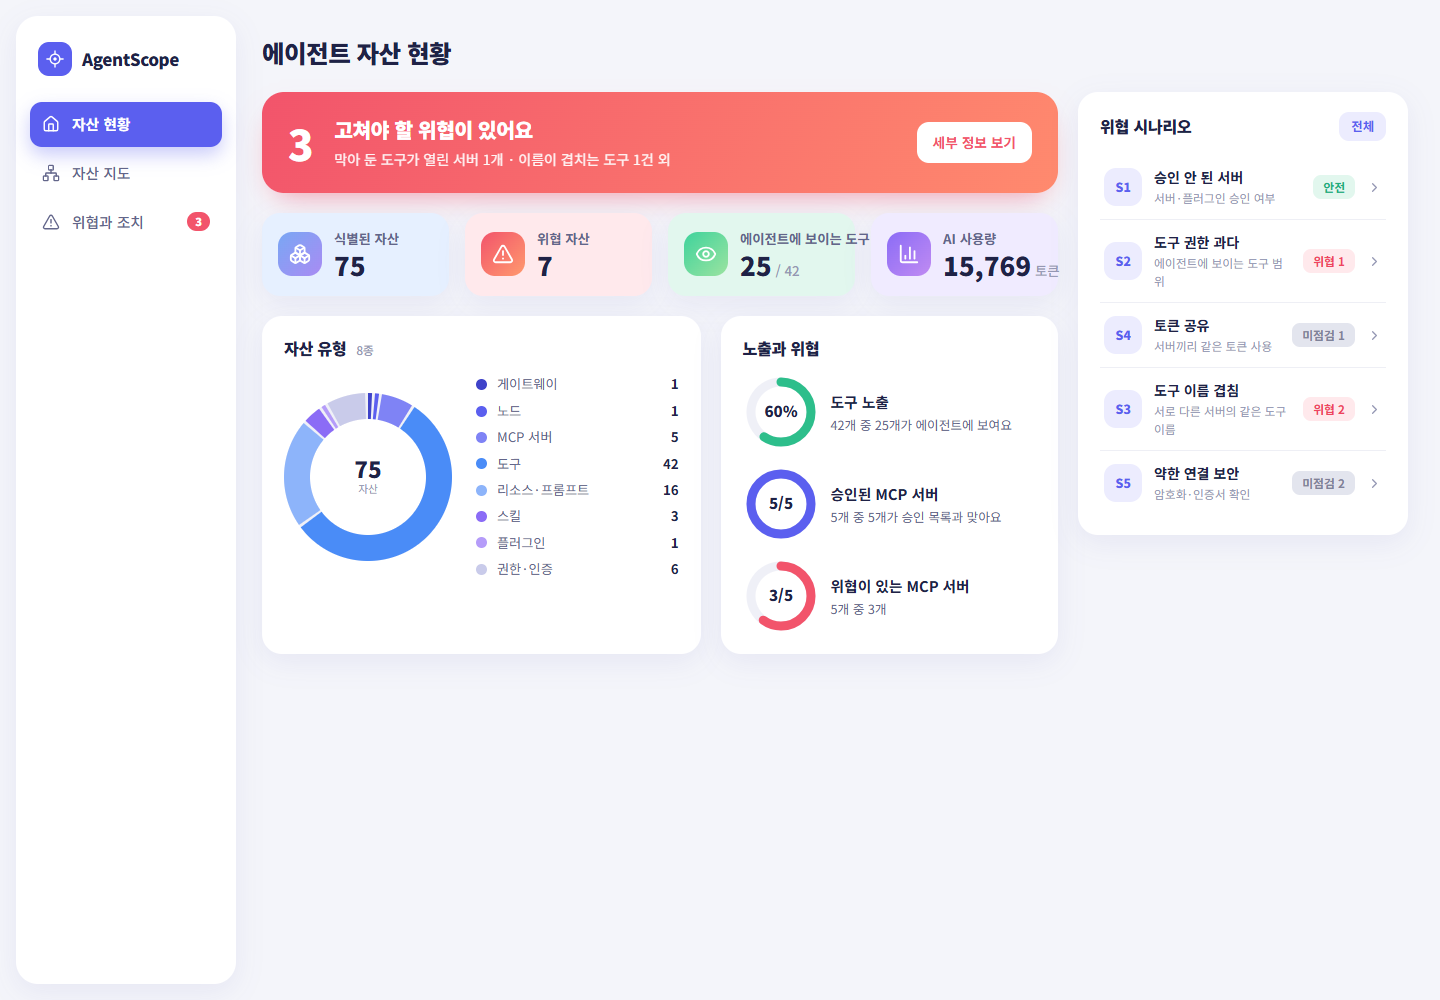 AgentScope
자산 현황
자산 지도
위협과 조치 3
에이전트 자산 현황
3
고쳐야 할 위협이 있어요
막아 둔 도구가 열린 서버 1개 · 이름이 겹치는 도구 1건 외
세부 정보 보기
식별된 자산
75
위협 자산
7
에이전트에 보이는 도구
25 / 42
AI 사용량
15,769 토큰
자산 유형 8종
75
자산
게이트웨이 1
노드 1
MCP 서버 5
도구 42
리소스·프롬프트 16
스킬 3
플러그인 1
권한·인증 6
노출과 위협
60%
도구 노출
42개 중 25개가 에이전트에 보여요
5/5
승인된 MCP 서버
5개 중 5개가 승인 목록과 맞아요
3/5
위협이 있는 MCP 서버
5개 중 3개
위협 시나리오 전체
S1
승인 안 된 서버
서버·플러그인 승인 여부
안전
S2
도구 권한 과다
에이전트에 보이는 도구 범
위
위험 1
S4
토큰 공유
서버끼리 같은 토큰 사용
미점검 1
S3
도구 이름 겹침
서로 다른 서버의 같은 도구
이름
위험 2
S5
약한 연결 보안
암호화·인증서 확인
미점검 2